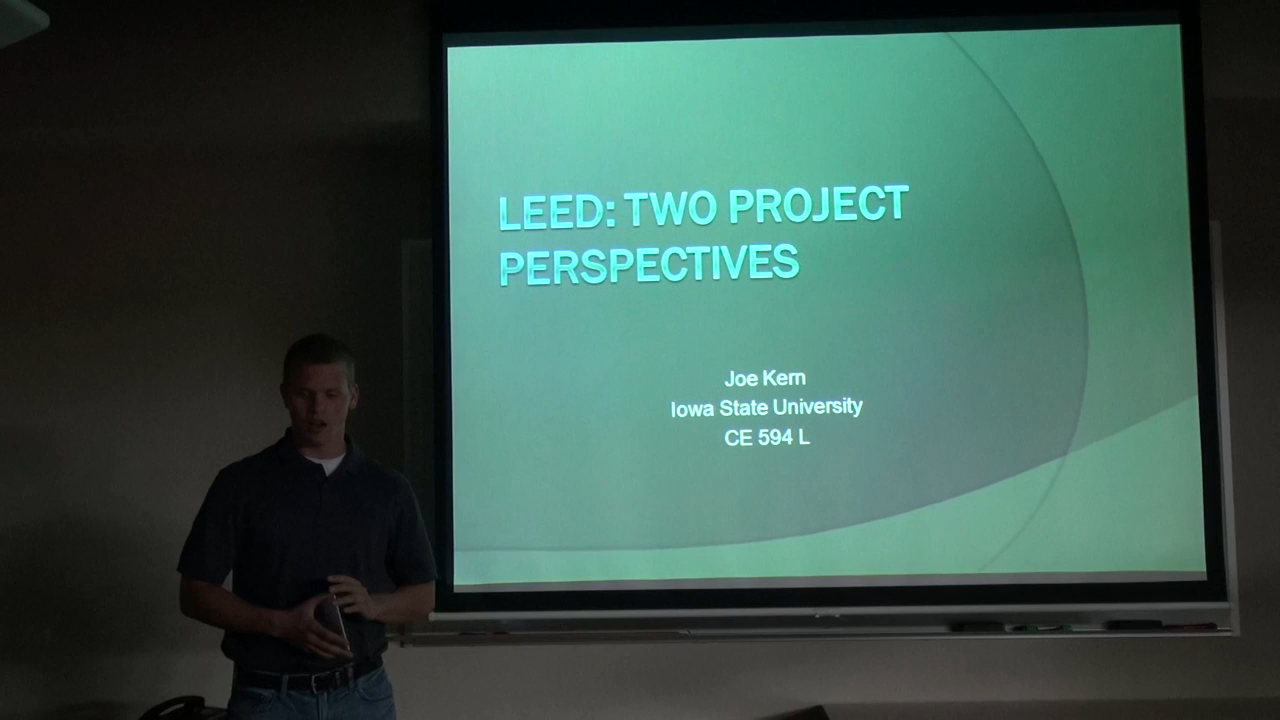 LEED: TWO PROJECT
PERSPECTIVES
Joe Kern
Iowa State University
CE 594 L